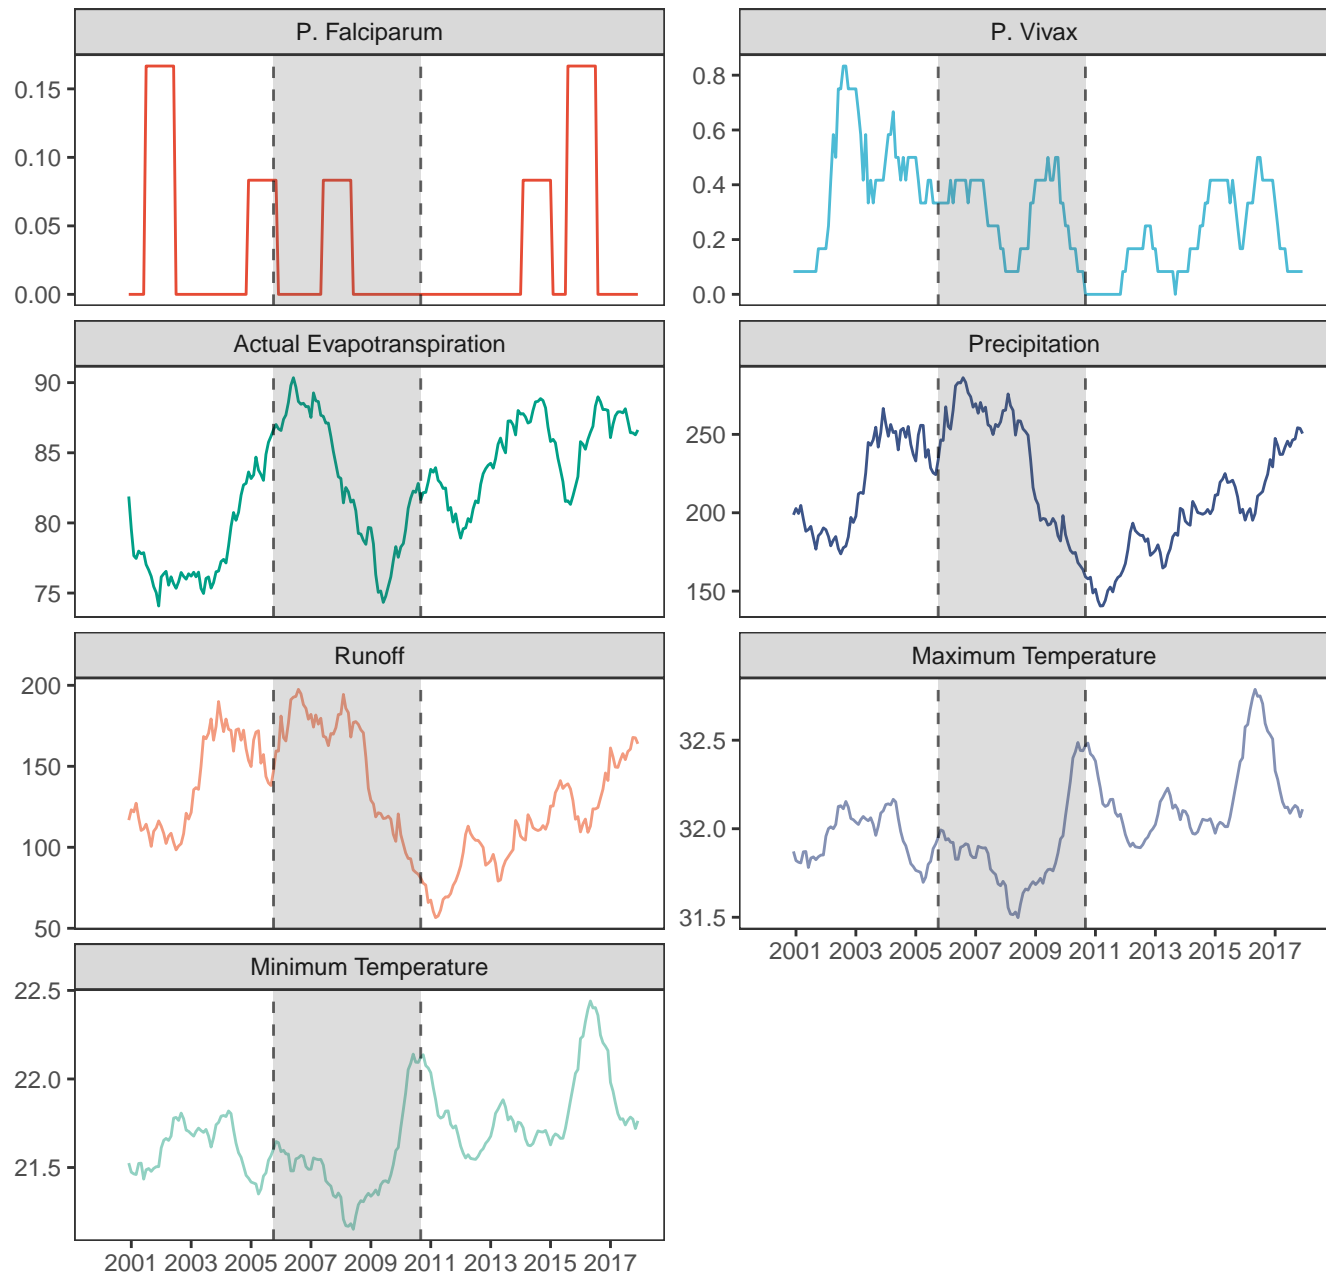 P. Falciparum
0.15
0.10
0.05
0.00
P. Vivax
0.8
0.6
0.4
0.2
0.0
Actual Evapotranspiration
90
85
80
75
Precipitation
250
200
150
Runoff
200
150
100
50
Maximum Temperature
32.5
32.0
31.5
2001 2003 2005 2007 2009 2011 2013 2015 2017
Minimum Temperature
22.5
22.0
21.5
2001 2003 2005 2007 2009 2011 2013 2015 2017